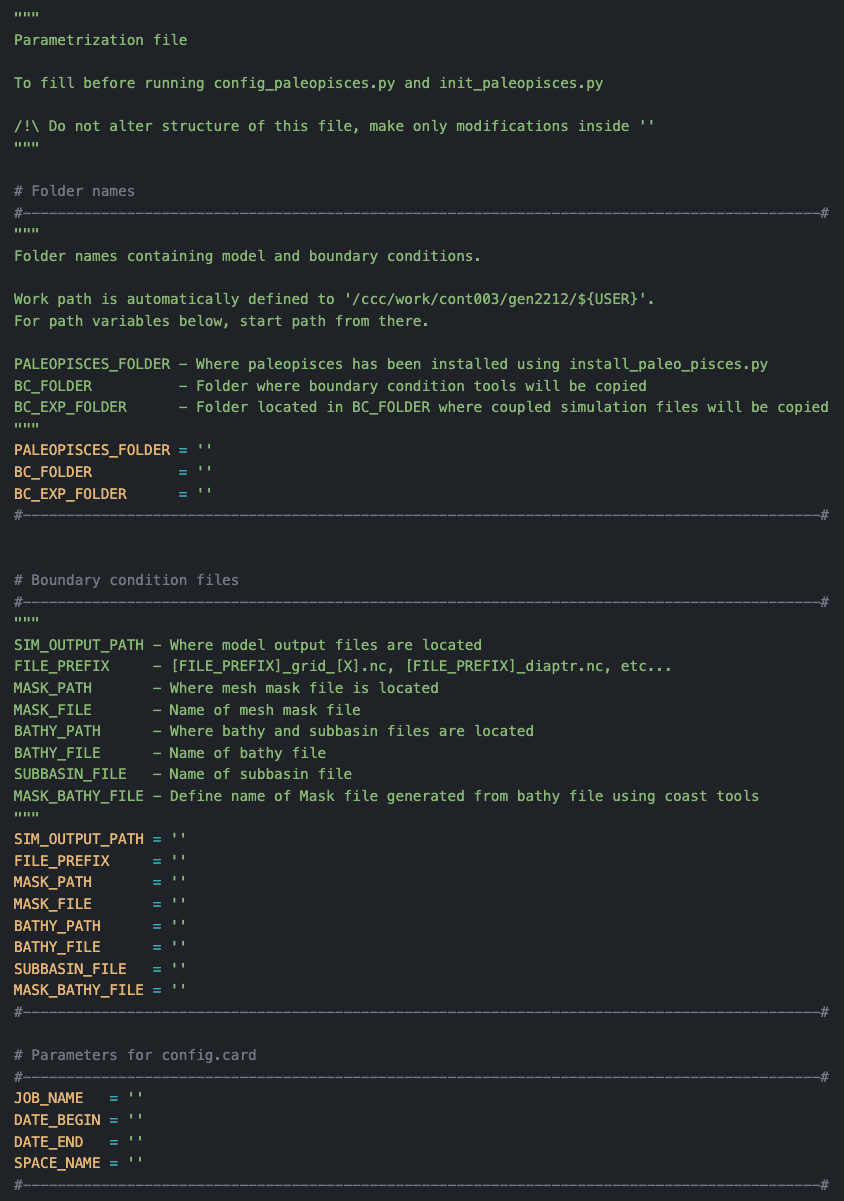 """
Parametrization file
To fill before running config_paleopisces.py and init_paleopisces.py
/!\ Do not alter structure of this file, make only modifications inside ''
"""
# Folder names
#--------------------------------------------------------------------------------------------#
"""
Folder names containing model and boundary conditions.
Work path is automatically defined to '/ccc/work/cont003/gen2212/${USER}'.
For path variables below, start path from there.
PALEOPISCES_FOLDER - Where paleopisces has been installed using install_paleo_pisces.py
BC_FOLDER          - Folder where boundary condition tools will be copied
BC_EXP_FOLDER      - Folder located in BC_FOLDER where coupled simulation files will be copied
"""
PALEOPISCES_FOLDER = ''
BC_FOLDER          = ''
BC_EXP_FOLDER      = ''
#--------------------------------------------------------------------------------------------#
# Boundary condition files
#--------------------------------------------------------------------------------------------#
"""
SIM_OUTPUT_PATH - Where model output files are located
FILE_PREFIX     - [FILE_PREFIX]_grid_[X].nc, [FILE_PREFIX]_diaptr.nc, etc...
MASK_PATH       - Where mesh mask file is located
MASK_FILE       - Name of mesh mask file
BATHY_PATH      - Where bathy and subbasin files are located
BATHY_FILE      - Name of bathy file
SUBBASIN_FILE   - Name of subbasin file
MASK_BATHY_FILE - Define name of Mask file generated from bathy file using coast tools
"""
SIM_OUTPUT_PATH = ''
FILE_PREFIX     = ''
MASK_PATH       = ''
MASK_FILE       = ''
BATHY_PATH      = ''
BATHY_FILE      = ''
SUBBASIN_FILE   = ''
MASK_BATHY_FILE = ''
#--------------------------------------------------------------------------------------------#
# Parameters for config.card
#--------------------------------------------------------------------------------------------#
JOB_NAME   = ''
DATE_BEGIN = ''
DATE_END   = ''
SPACE_NAME = ''
#--------------------------------------------------------------------------------------------#